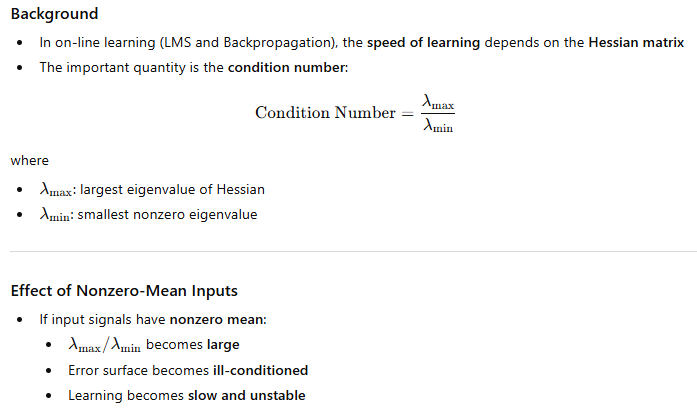 Background
• In on-line learning (LMS and Backpropagation), the speed of learning depends on the Hessian matrix
• The important quantity is the condition number:
Condition Number = λmax/λmin
where
• λmax: largest eigenvalue of Hessian
• λmin: smallest nonzero eigenvalue
Effect of Nonzero-Mean Inputs
• If input signals have nonzero mean:
• λmax/λmin becomes large
• Error surface becomes ill-conditioned
• Learning becomes slow and unstable